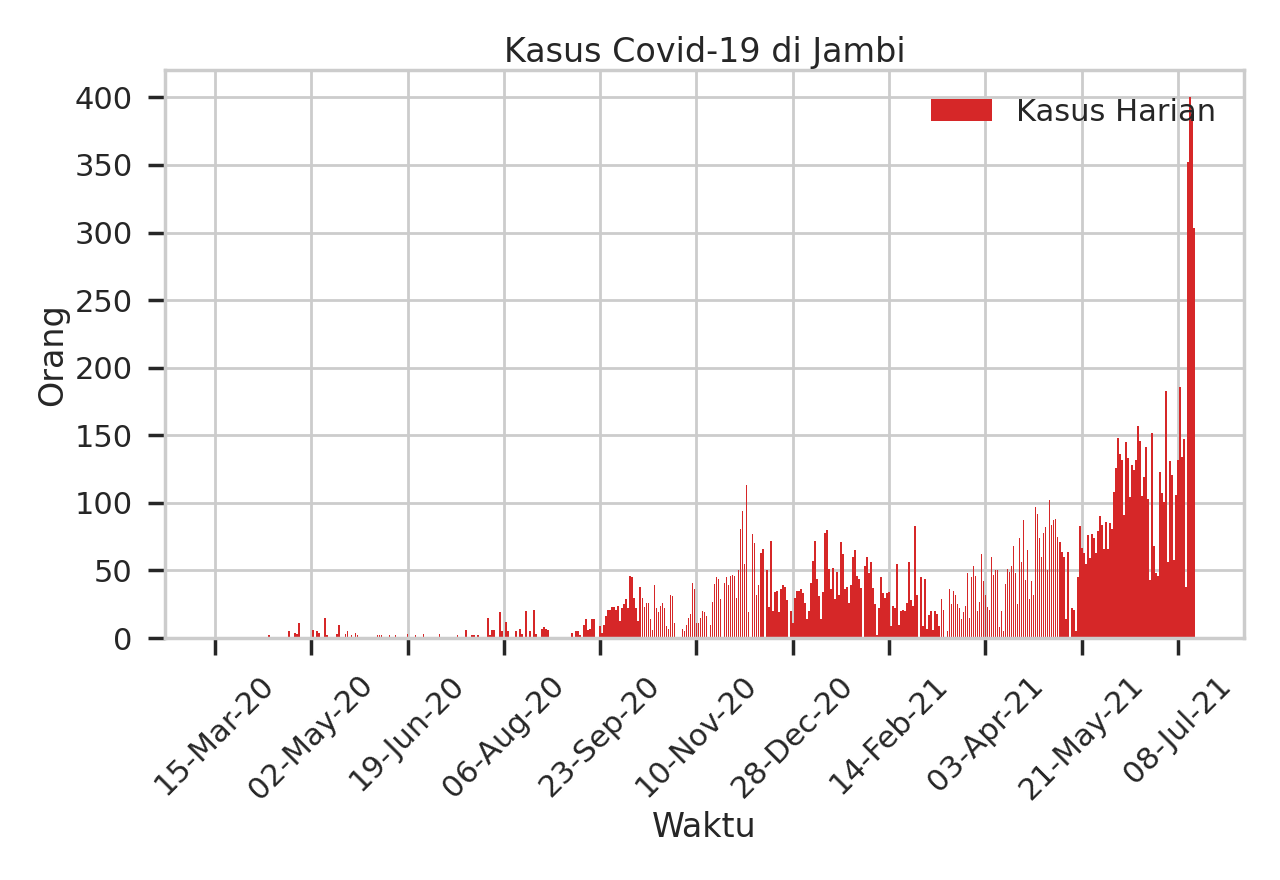 Kasus Covid-19 di Jambi
Kasus Harian
400
350
300
250
200
150
100
50
0
Orang
15-Mar-20
02-May-20
19-Jun-20
06-Aug-20
23-Sep-20
10-Nov-20
28-Dec-20
14-Feb-21
03-Apr-21
21-May-21
08-Jul-21
Waktu